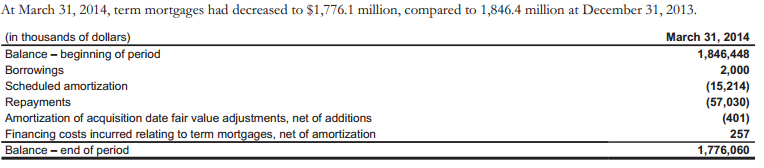 At March 31, 2014, term mortgages had decreased to $1,776.1 million, compared to 1,846.4 million at December 31, 2013.
(in thousands of dollars) March 31, 2014
Balance – beginning of period 1,846,448
Borrowings 2,000
Scheduled amortization (15,214)
Repayments (57,030)
Amortization of acquisition date fair value adjustments, net of additions (401)
Financing costs incurred relating to term mortgages, net of amortization 257
Balance – end of period 1,776,060